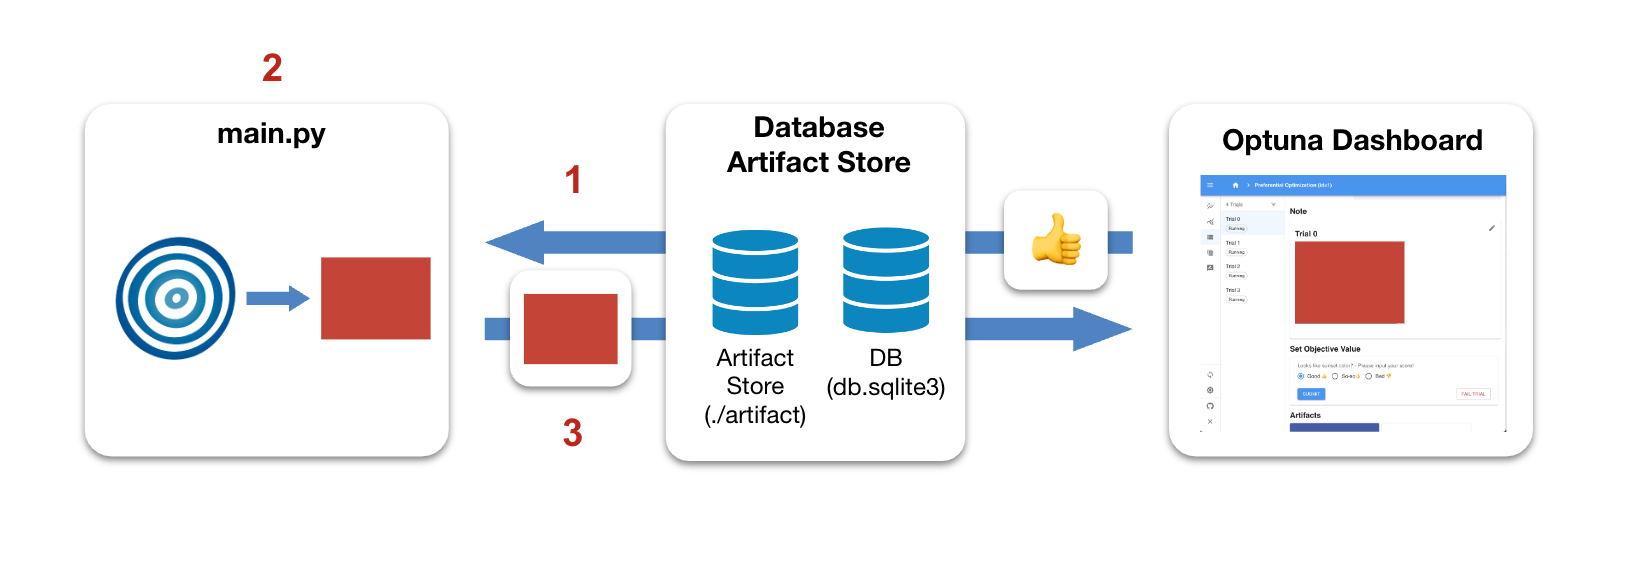 2
main.py
1
3
Database
Artifact Store
Artifact
Store
(./artifact)
DB
(db.sqlite3)
Optuna Dashboard
Preferential Optimization (id=1)
4 Trials
Trial 0
Running
Trial 1
Running
Trial 2
Running
Trial 3
Running
Note
Trial 0
Set Objective Value
Looks like sunset color? - Please input your score!
Good 👍 So-so👌 Bad 👎
SUBMIT
FAIL TRIAL
Artifacts